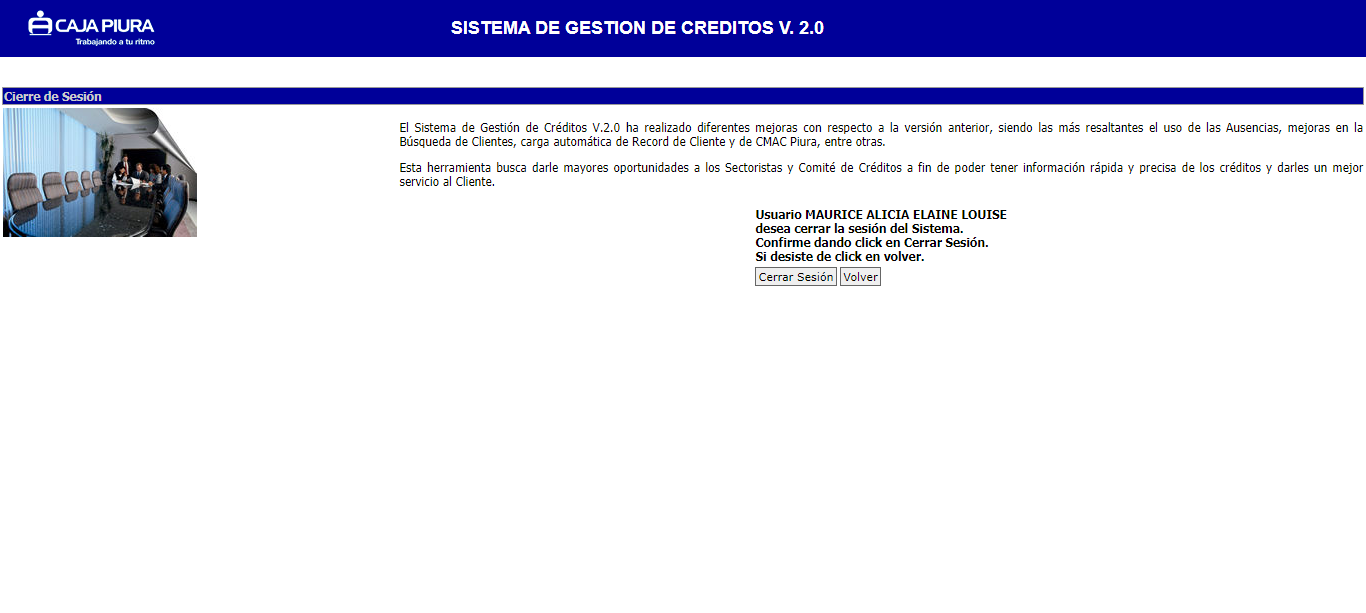 CAJA PIURA
Trabajando a tu ritmo
SISTEMA DE GESTION DE CREDITOS V. 2.0
Cierre de Sesión
El Sistema de Gestión de Créditos V.2.0 ha realizado diferentes mejoras con respecto a la versión anterior, siendo las más resaltantes el uso de las Ausencias, mejoras en la
Búsqueda de Clientes, carga automática de Record de Cliente y de CMAC Piura, entre otras.
Esta herramienta busca darle mayores oportunidades a los Sectoristas y Comité de Créditos a fin de poder tener información rápida y precisa de los créditos y darles un mejor
servicio al Cliente.
Usuario MAURICE ALICIA ELAINE LOUISE
desea cerrar la sesión del Sistema.
Confirme dando click en Cerrar Sesión.
Si desiste de click en volver.
Cerrar Sesión Volver